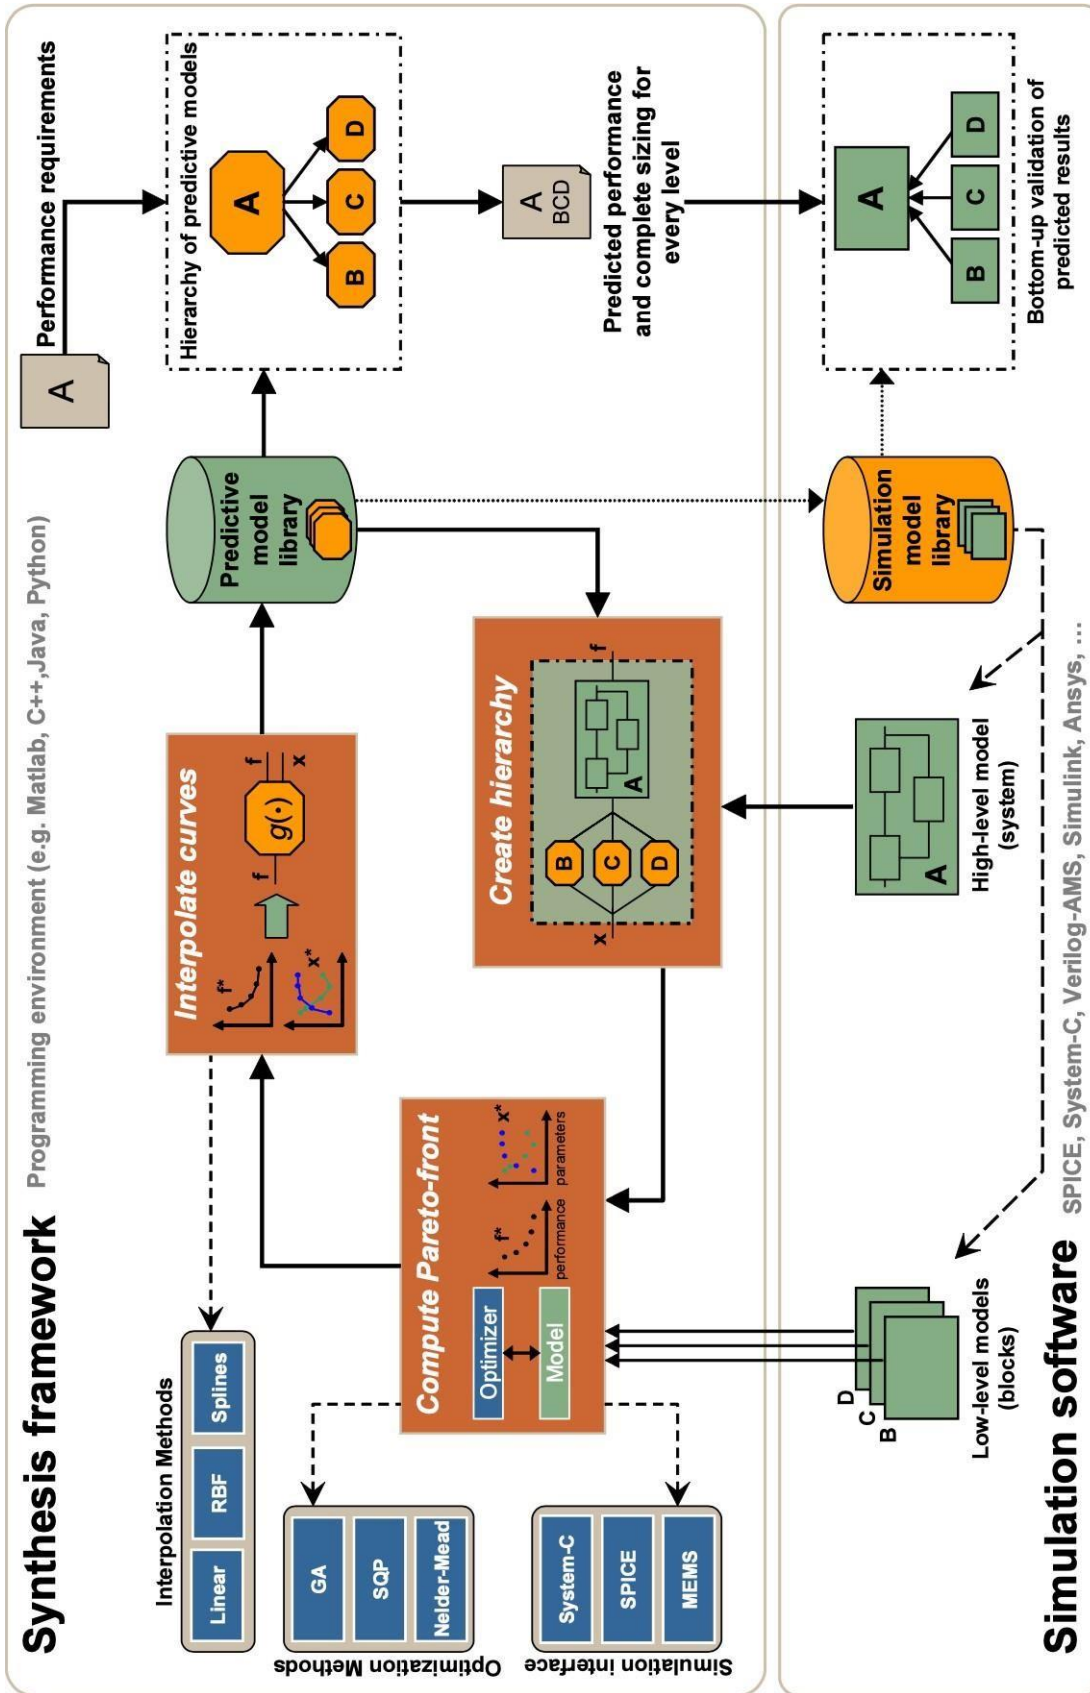 Synthesis framework
Programming environment (e.g. Matlab, C++,Java, Python)
Interpolation Methods
Linear
RBF
Splines
Optimization Methods
GA
SQP
Nelder-Mead
Simulation interface
System-C
SPICE
MEMS
Compute Pareto-front
Optimizer
Model
f*
performance
x*
parameters
Interpolate curves
f*
x*
f
g(·)
f
x
Create hierarchy
x
B
C
D
A
f
Predictive
model
library
A
Performance requirements
Hierarchy of predictive models
A
B
C
D
A
BCD
Predicted performance
and complete sizing for
every level
D
C
B
Low-level models
(blocks)
A
High-level model
(system)
Simulation
model
library
A
B
C
D
Bottom-up validation of
predicted results
Simulation software
SPICE, System-C, Verilog-AMS, Simulink, Ansys, ...